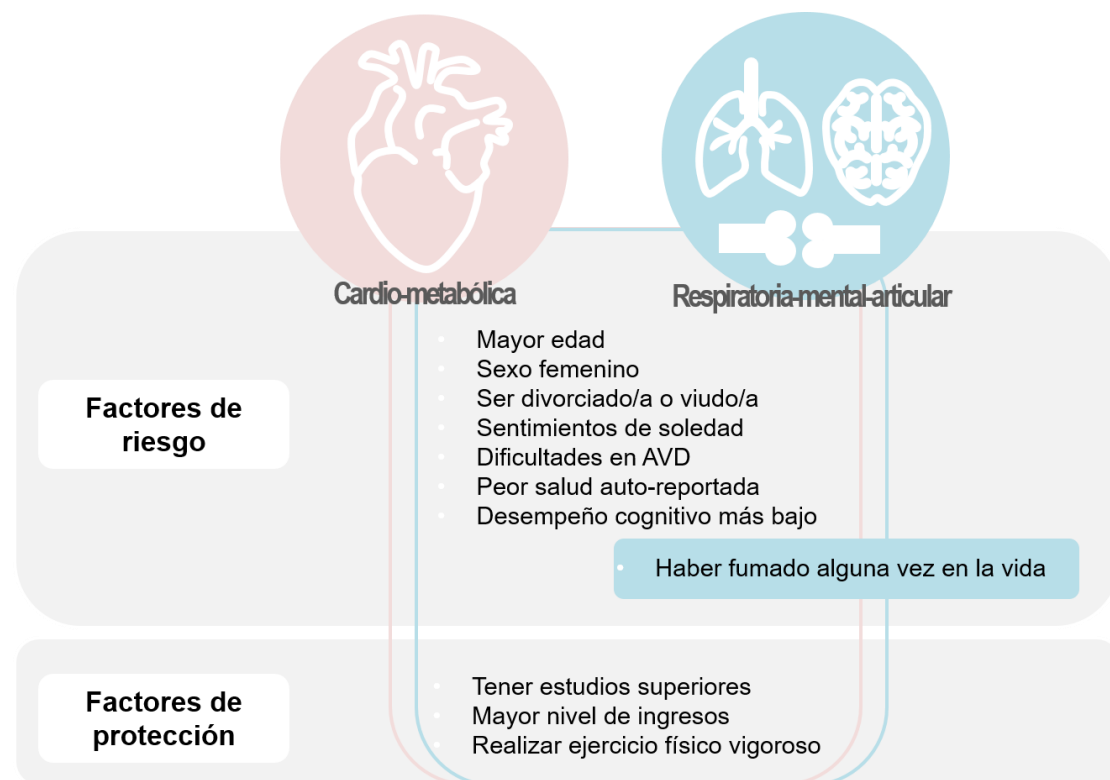 Cardio-metabólica
Respiratoria-mental-articular
Factores de
riesgo
• Mayor edad
• Sexo femenino
• Ser divorciado/a o viudo/a
• Sentimientos de soledad
• Dificultades en AVD
• Peor salud auto-reportada
• Desempeño cognitivo más bajo
• Haber fumado alguna vez en la vida
Factores de
protección
• Tener estudios superiores
• Mayor nivel de ingresos
• Realizar ejercicio físico vigoroso